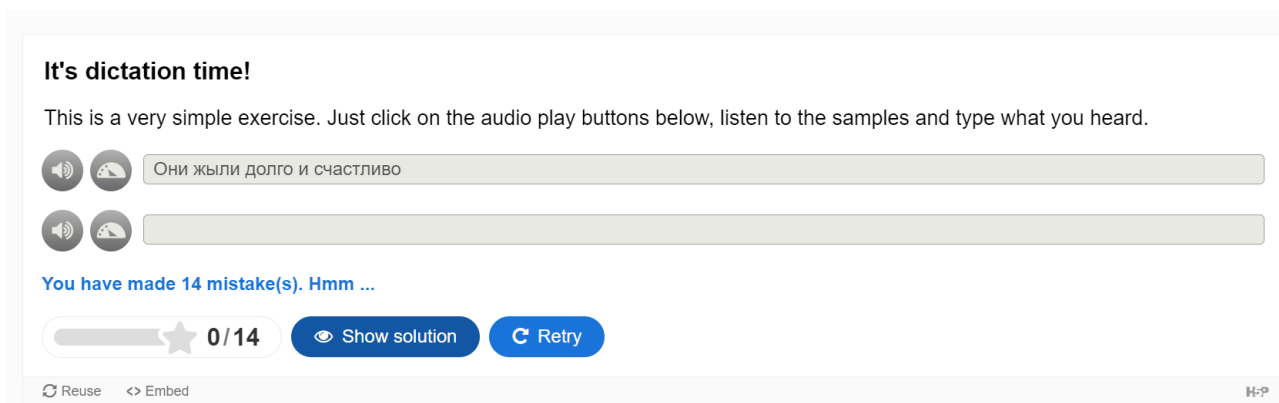 It's dictation time!
This is a very simple exercise. Just click on the audio play buttons below, listen to the samples and type what you heard.
Они жыли долго и счастливо
You have made 14 mistake(s). Hmm ...
0/14 Show solution Retry
Reuse <> Embed H-P